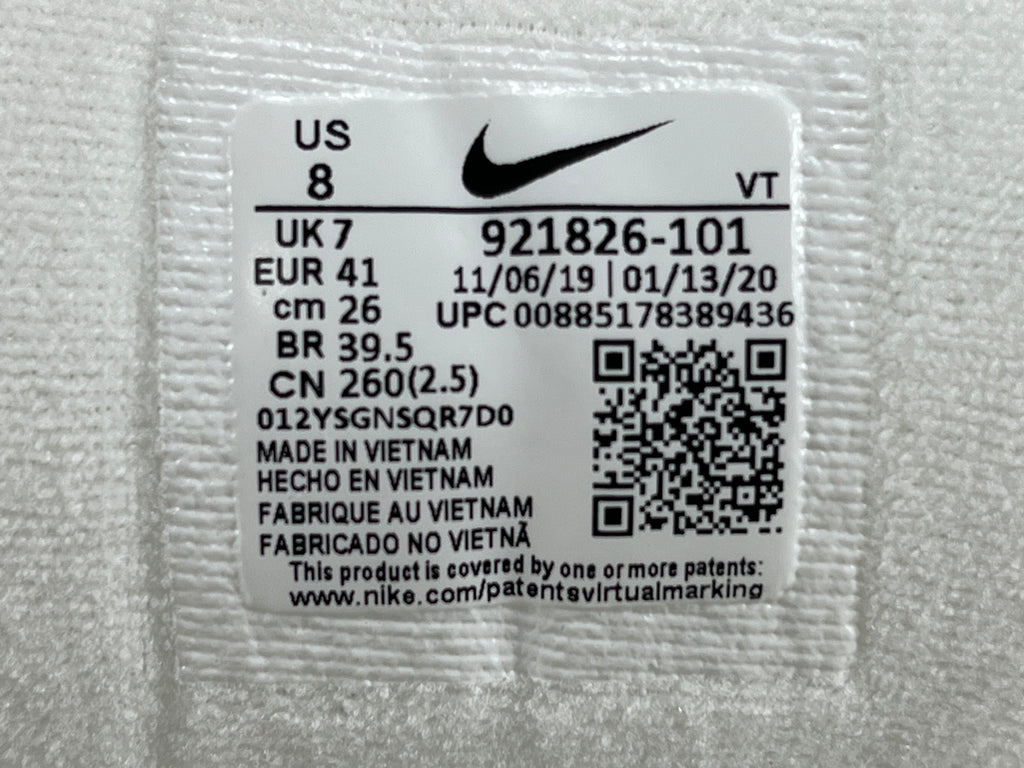 US
8
VT
UK 7
921826-101
EUR 41
11/06/19 | 01/13/20
cm 26
UPC 00885178389436
BR 39.5
CN 260(2.5)
012YSGNSQR7D0
MADE IN VIETNAM
HECHO EN VIETNAM
FABRIQUE AU VIETNAM
FABRICADO NO VIETNÃ
This product is covered by one or more patents:
www.nike.com/patentsvirtualmarking